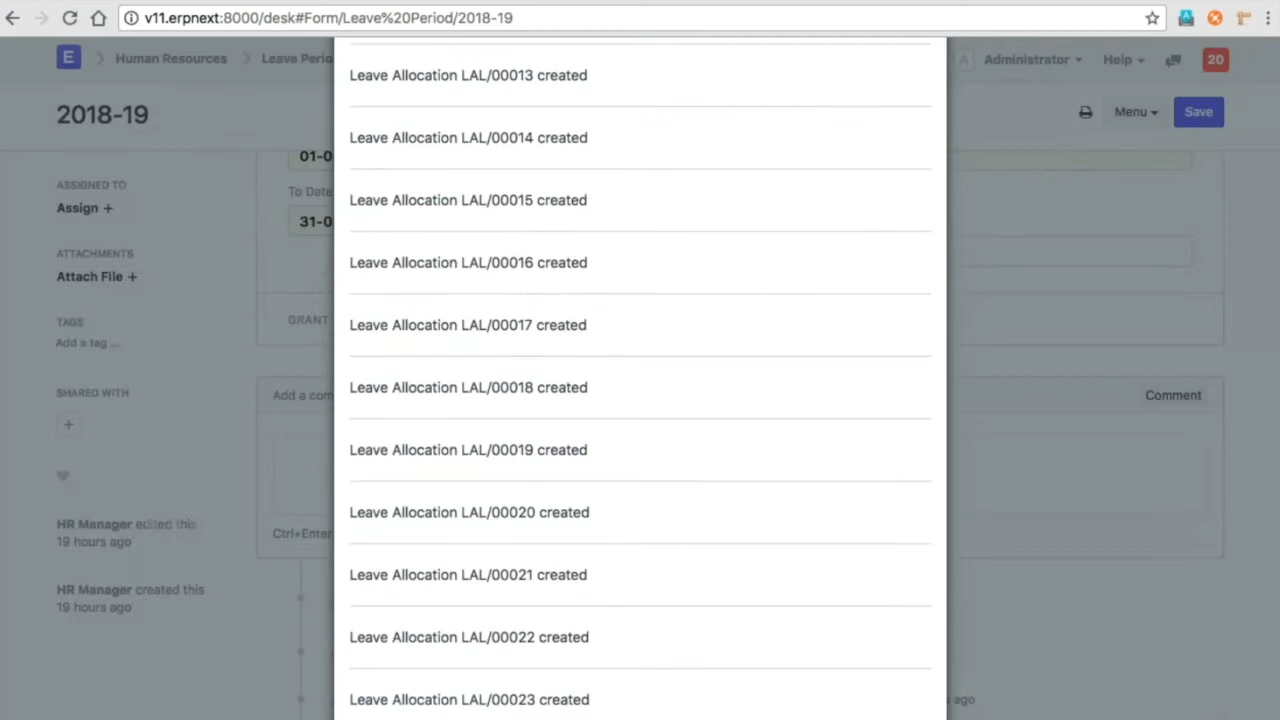 v11.erpnext:8000/desk#Form/Leave%20Period/2018-19
E Human Resources Leave Perio
A Administrator Help 20
2018-19
Menu Save
ASSIGNED TO
Assign +
ATTACHMENTS
Attach File +
TAGS
Add a tag ...
SHARED WITH
+
HR Manager edited this
19 hours ago
HR Manager created this
19 hours ago
01-0
To Date
31-0
GRANT
Add a com
Comment
Ctrl+Enter
Leave Allocation LAL/00013 created
Leave Allocation LAL/00014 created
Leave Allocation LAL/00015 created
Leave Allocation LAL/00016 created
Leave Allocation LAL/00017 created
Leave Allocation LAL/00018 created
Leave Allocation LAL/00019 created
Leave Allocation LAL/00020 created
Leave Allocation LAL/00021 created
Leave Allocation LAL/00022 created
Leave Allocation LAL/00023 created
ago